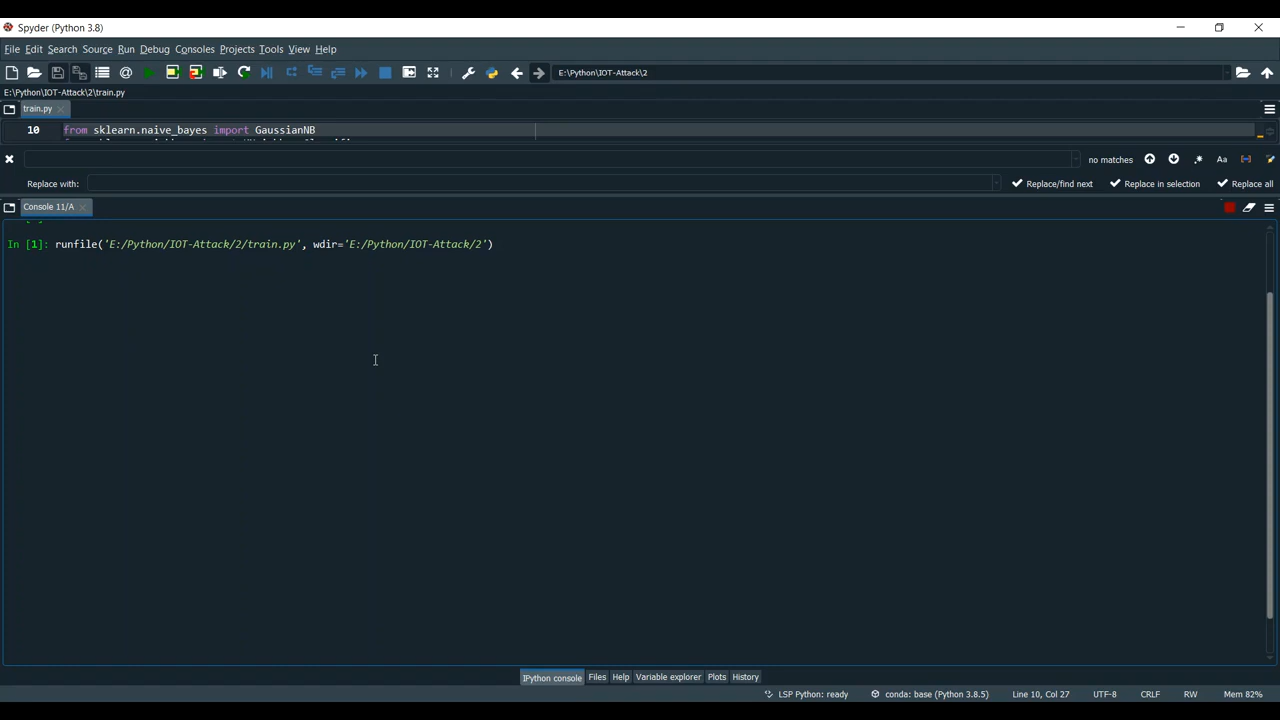 Spyder (Python 3.8)
File Edit Search Source Run Debug Consoles Projects Tools View Help
E:\Python\IOT-Attack\2
E:\Python\IOT-Attack\2\train.py
train.py
10 from sklearn.naive_bayes import GaussianNB
no matches Aa
Replace with: Replace/find next Replace in selection Replace all
Console 11/A
In [1]: runfile('E:/Python/IOT-Attack/2/train.py', wdir='E:/Python/IOT-Attack/2')
IPython console Files Help Variable explorer Plots History
LSP Python: ready conda: base (Python 3.8.5) Line 10, Col 27 UTF-8 CRLF RW Mem 82%